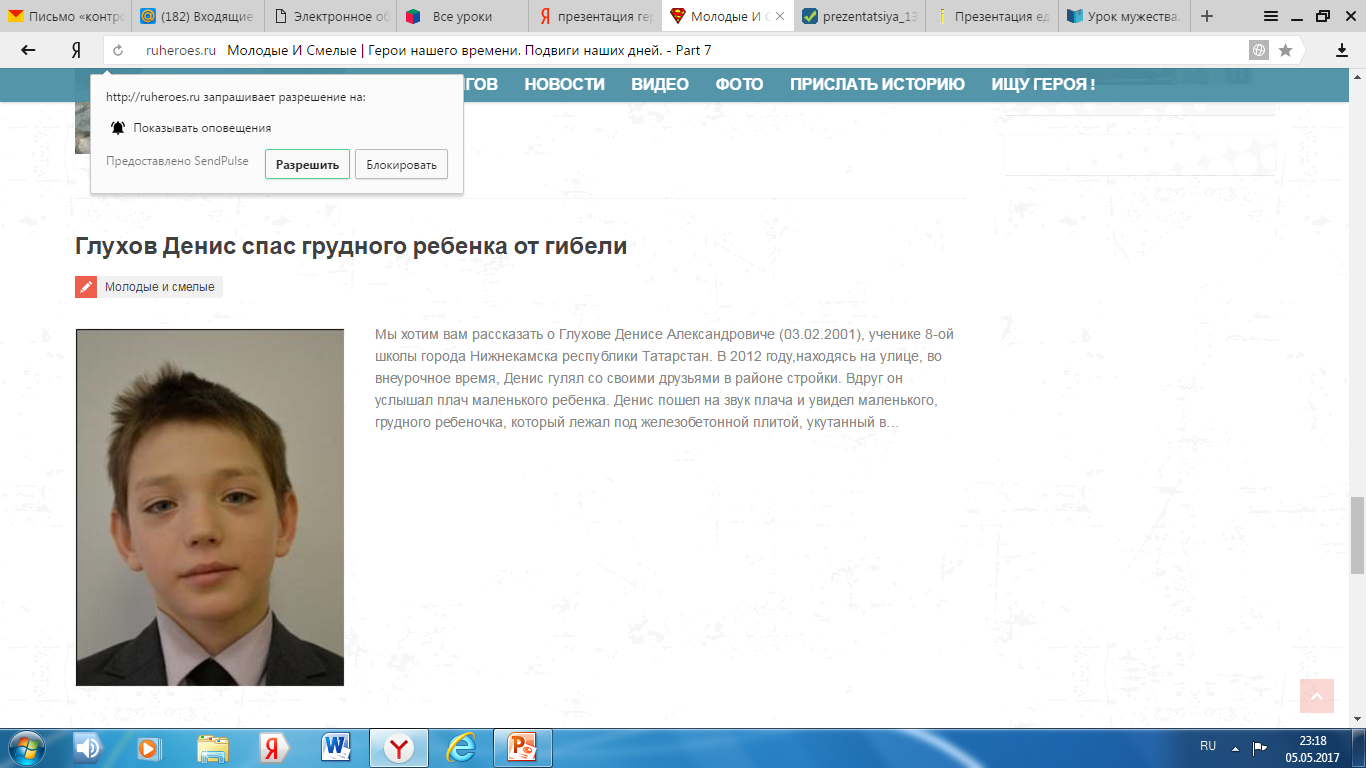 Письмо «контр
(182) Входящие
Электронное об
Все уроки
презентация гер
Молодые И С
prezentatsiya_13
Презентация ед
Урок мужества.
ruheroes.ru Молодые И Смелые | Герои нашего времени. Подвиги наших дней. - Part 7
ГОВ НОВОСТИ ВИДЕО ФОТО ПРИСЛАТЬ ИСТОРИЮ ИЩУ ГЕРОЯ !
http://ruheroes.ru запрашивает разрешение на:
Показывать оповещения
Предоставлено SendPulse
Разрешить
Блокировать
Глухов Денис спас грудного ребенка от гибели
Молодые и смелые
Мы хотим вам рассказать о Глухове Денисе Александровиче (03.02.2001), ученике 8-ой
школы города Нижнекамска республики Татарстан. В 2012 году,находясь на улице, во
внеурочное время, Денис гулял со своими друзьями в районе стройки. Вдруг он
услышал плач маленького ребенка. Денис пошел на звук плача и увидел маленького,
грудного ребеночка, который лежал под железобетонной плитой, укутанный в...
RU
23:18
05.05.2017